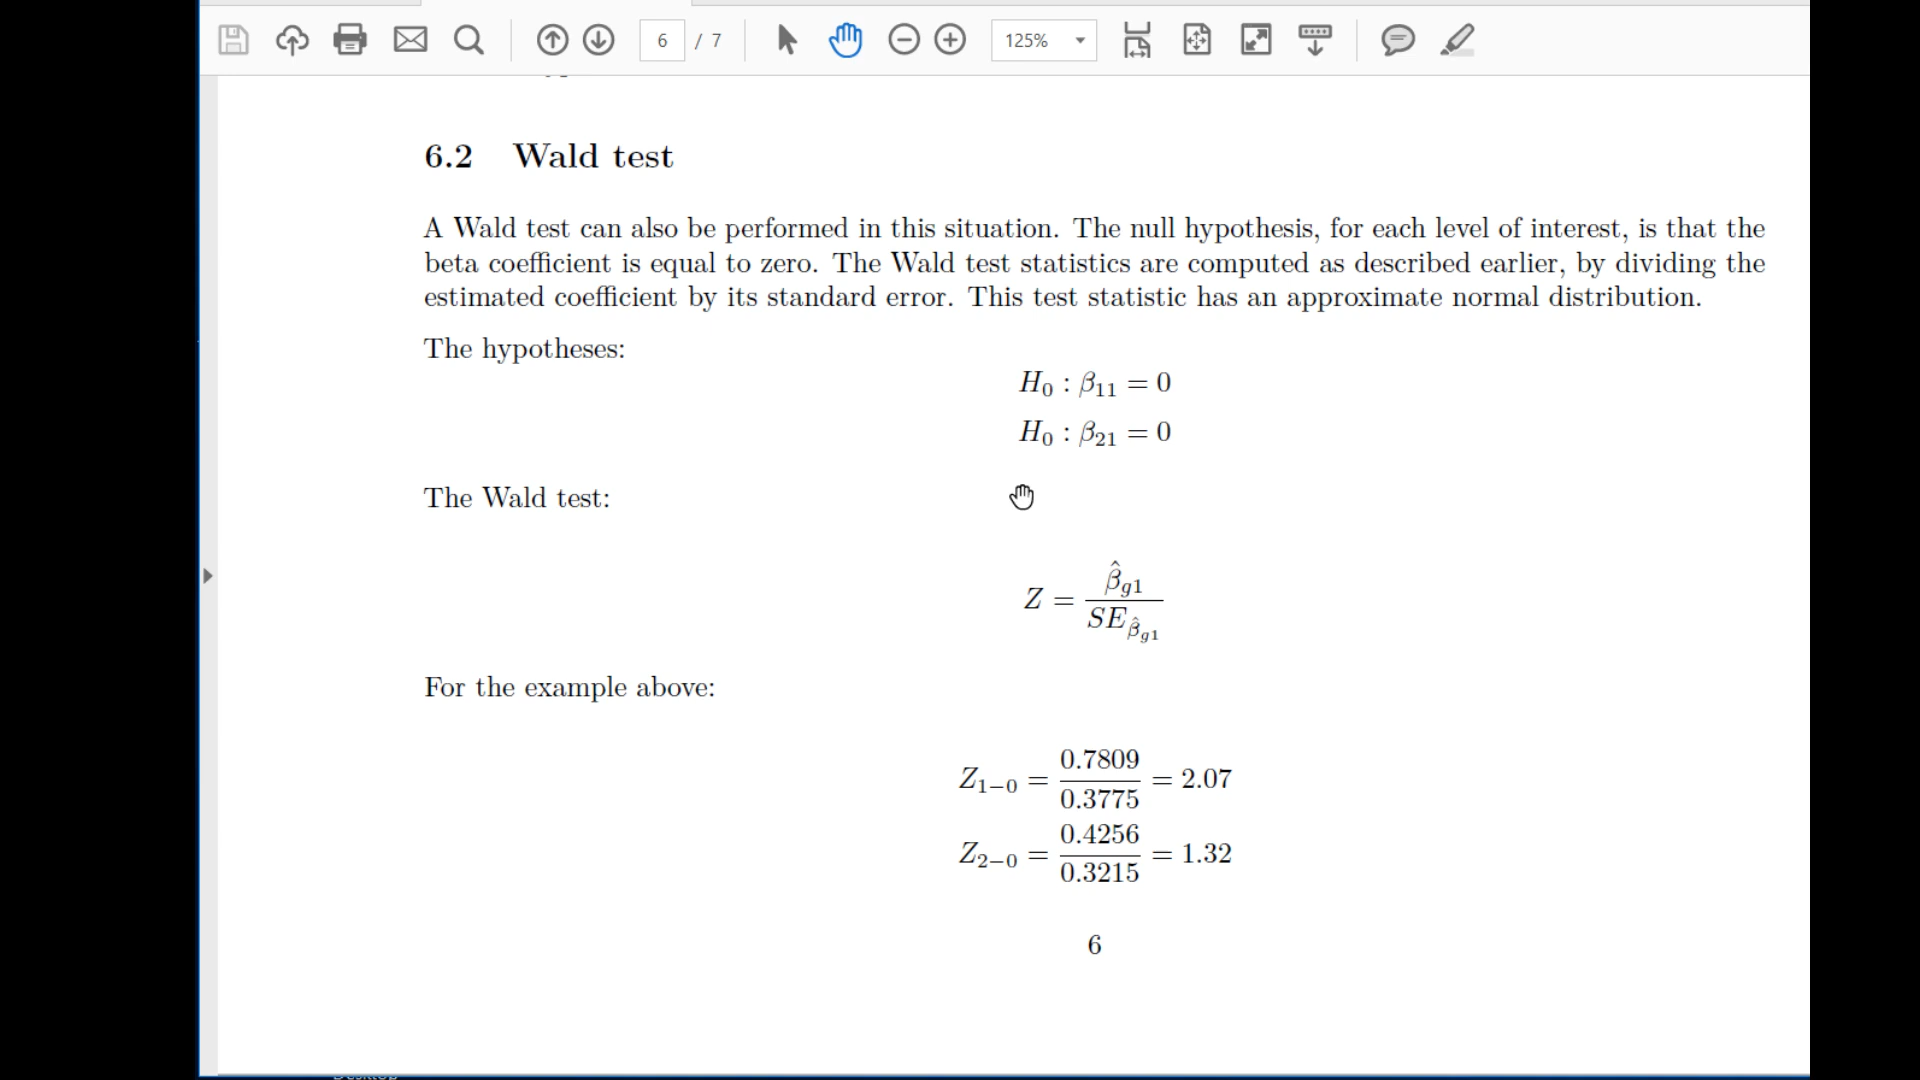 6 / 7 125%
6.2 Wald test
A Wald test can also be performed in this situation. The null hypothesis, for each level of interest, is that the
beta coefficient is equal to zero. The Wald test statistics are computed as described earlier, by dividing the
estimated coefficient by its standard error. This test statistic has an approximate normal distribution.
The hypotheses:
H₀ : β₁₁ = 0
H₀ : β₂₁ = 0
The Wald test:
Z = β̂_{g1} / SE_{β̂_{g1}}
For the example above:
Z₁₋₀ = 0.7809 / 0.3775 = 2.07
Z₂₋₀ = 0.4256 / 0.3215 = 1.32
6